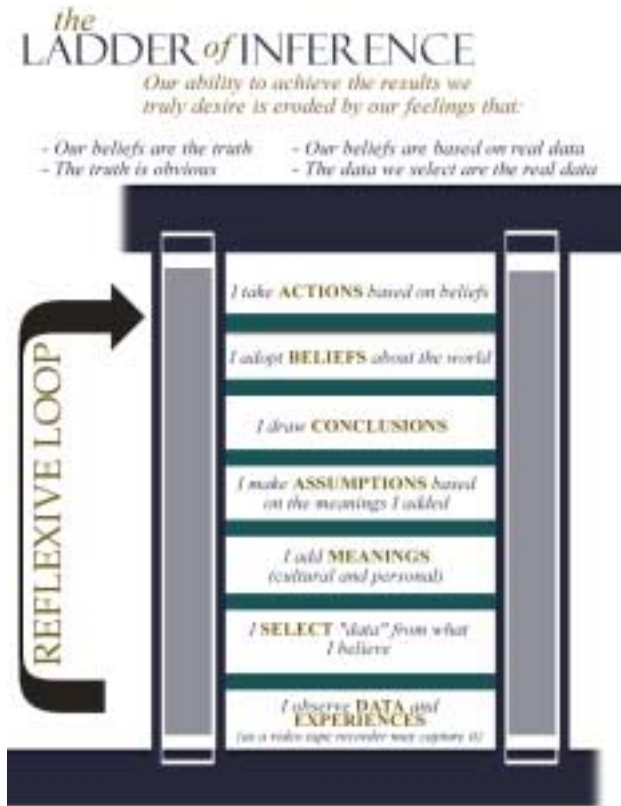 the
LADDER of INFERENCE
Our ability to achieve the results we
truly desire is eroded by our feelings that:
- Our beliefs are the truth
- The truth is obvious
- Our beliefs are based on real data
- The data we select are the real data
I take ACTIONS based on beliefs
I adopt BELIEFS about the world
I draw CONCLUSIONS
I make ASSUMPTIONS based
on the meanings I added
I add MEANINGS
(cultural and personal)
I SELECT "data" from what
I believe
I observe DATA and
EXPERIENCES
(as a video tape recorder may capture it)
REFLEXIVE LOOP